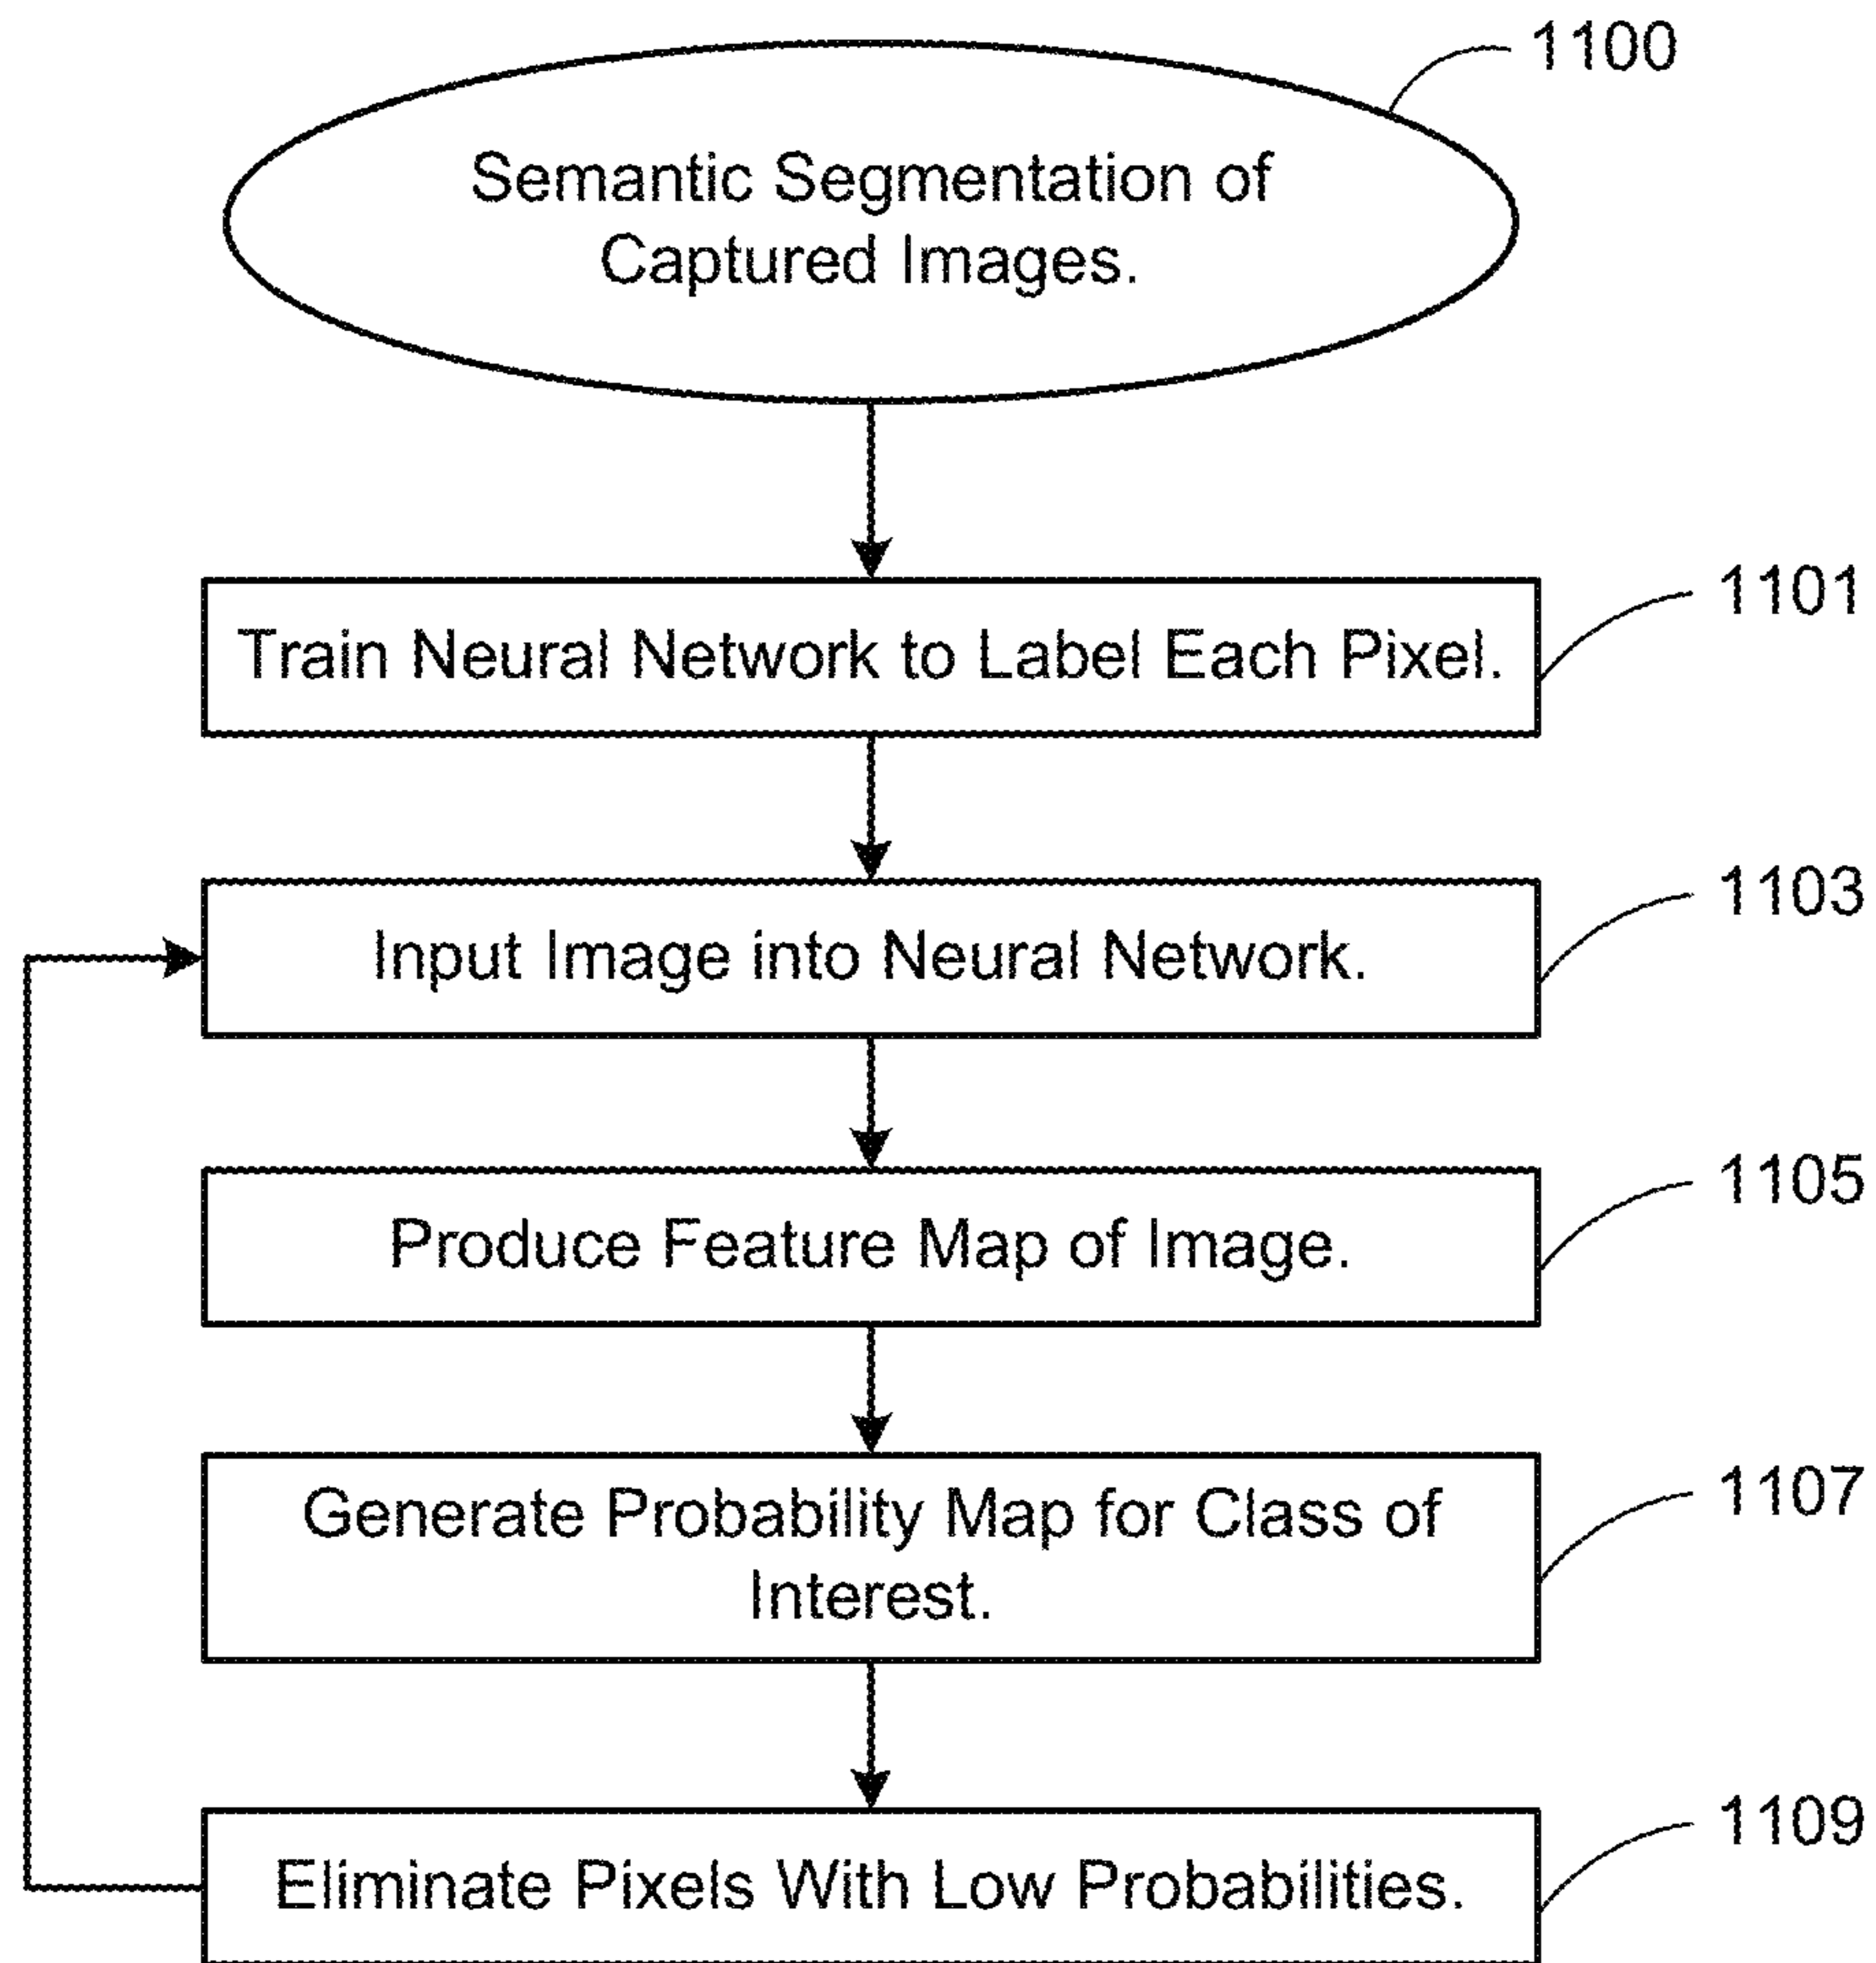 1100
Semantic Segmentation of
Captured Images.
1101
Train Neural Network to Label Each Pixel.
1103
Input Image into Neural Network.
1105
Produce Feature Map of Image.
1107
Generate Probability Map for Class of
Interest.
1109
Eliminate Pixels With Low Probabilities.